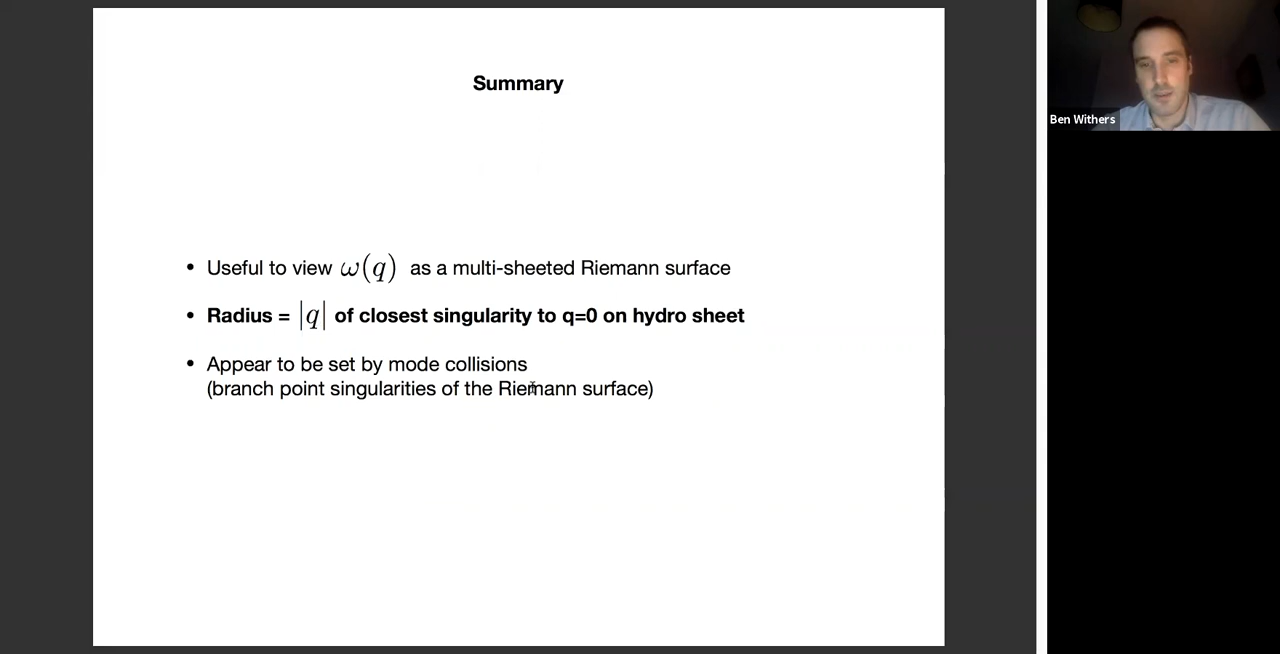 Summary
• Useful to view ω(q) as a multi-sheeted Riemann surface
• Radius = |q| of closest singularity to q=0 on hydro sheet
• Appear to be set by mode collisions
(branch point singularities of the Riemann surface)
Ben Withers